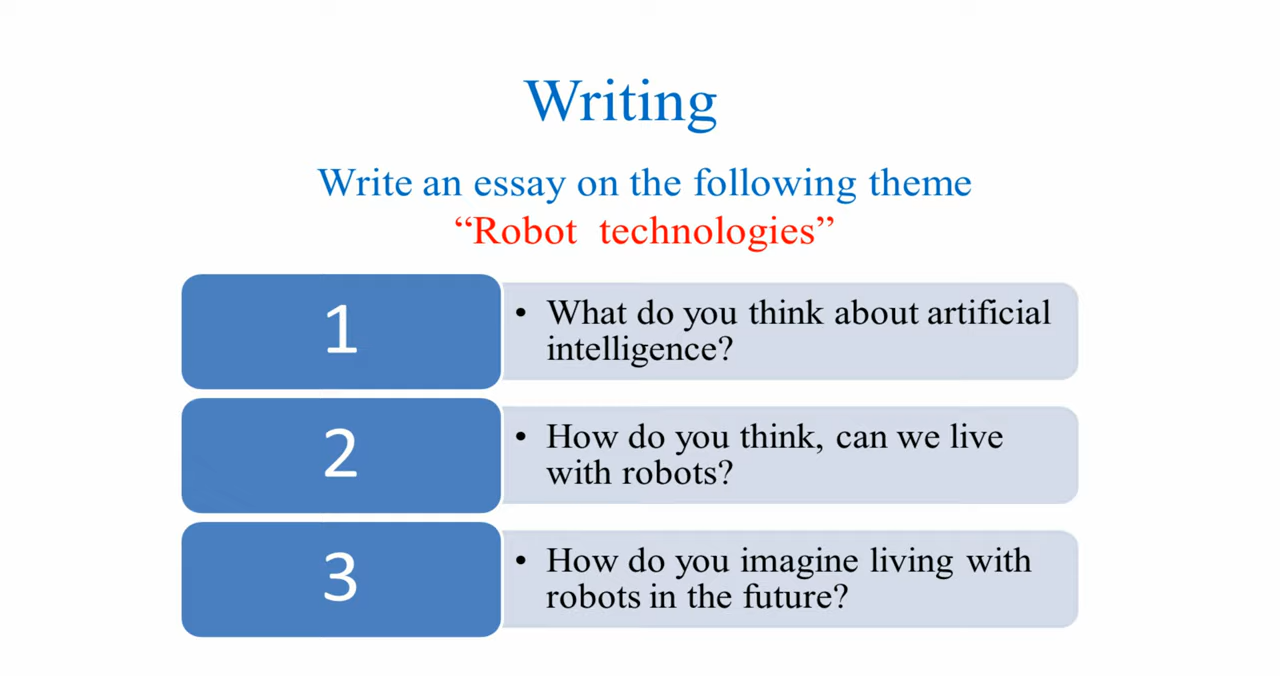 Writing
Write an essay on the following theme
“Robot technologies”
1
• What do you think about artificial
intelligence?
2
• How do you think, can we live
with robots?
3
• How do you imagine living with
robots in the future?